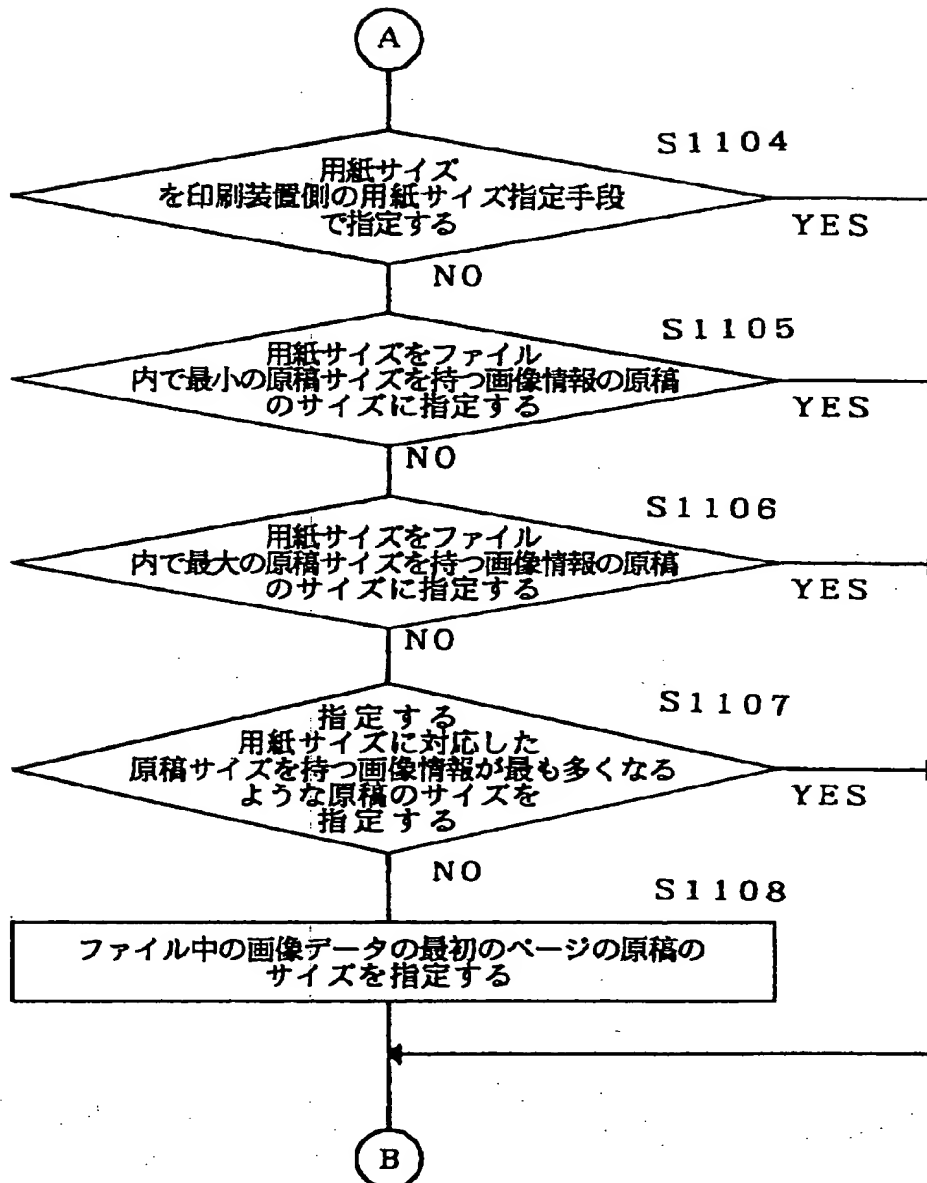 A
S1104
用紙サイズ
を印刷装置側の用紙サイズ指定手段
で指定する
YES
NO
S1105
用紙サイズをファイル
内で最小の原稿サイズを持つ画像情報の原稿
のサイズに指定する
YES
NO
S1106
用紙サイズをファイル
内で最大の原稿サイズを持つ画像情報の原稿
のサイズに指定する
YES
NO
S1107
指定する
用紙サイズに対応した
原稿サイズを持つ画像情報が最も多くなる
ような原稿のサイズを
指定する
YES
NO
S1108
ファイル中の画像データの最初のページの原稿の
サイズを指定する
B